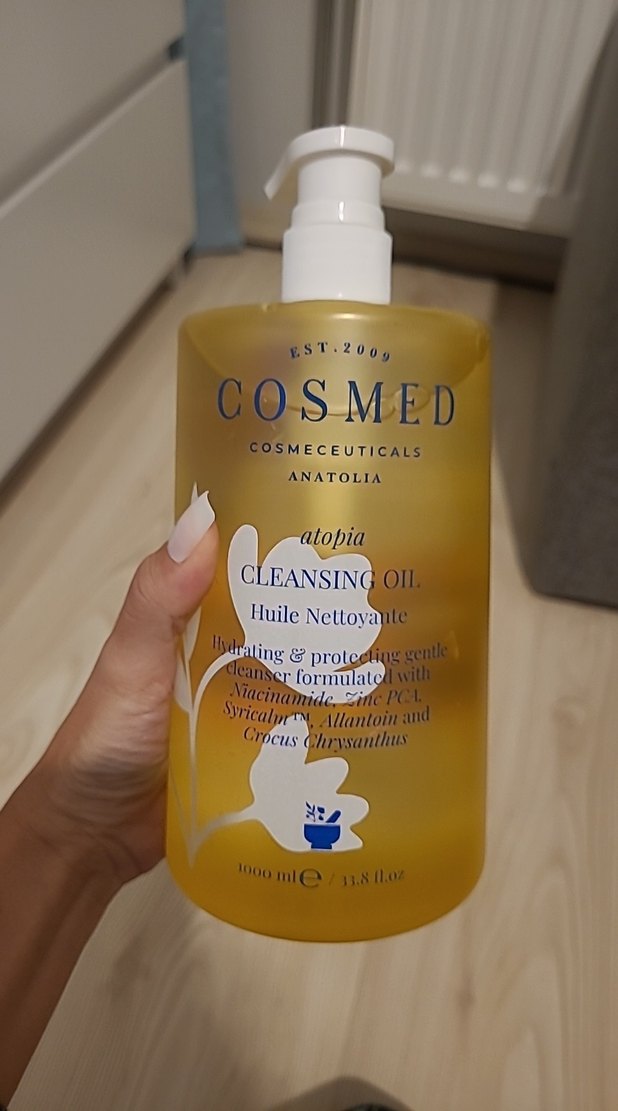 EST.2009
COSMED
COSMECEUTICALS
ANATOLIA
atopia
CLEANSING OIL
Huile Nettoyante
Hydrating & protecting gentle
cleanser formulated with
Niacinamide, Zinc PCA,
Syricalm™, Allantoin and
Crocus Chrysanthus
1000 ml ℮ / 33.8 fl.oz